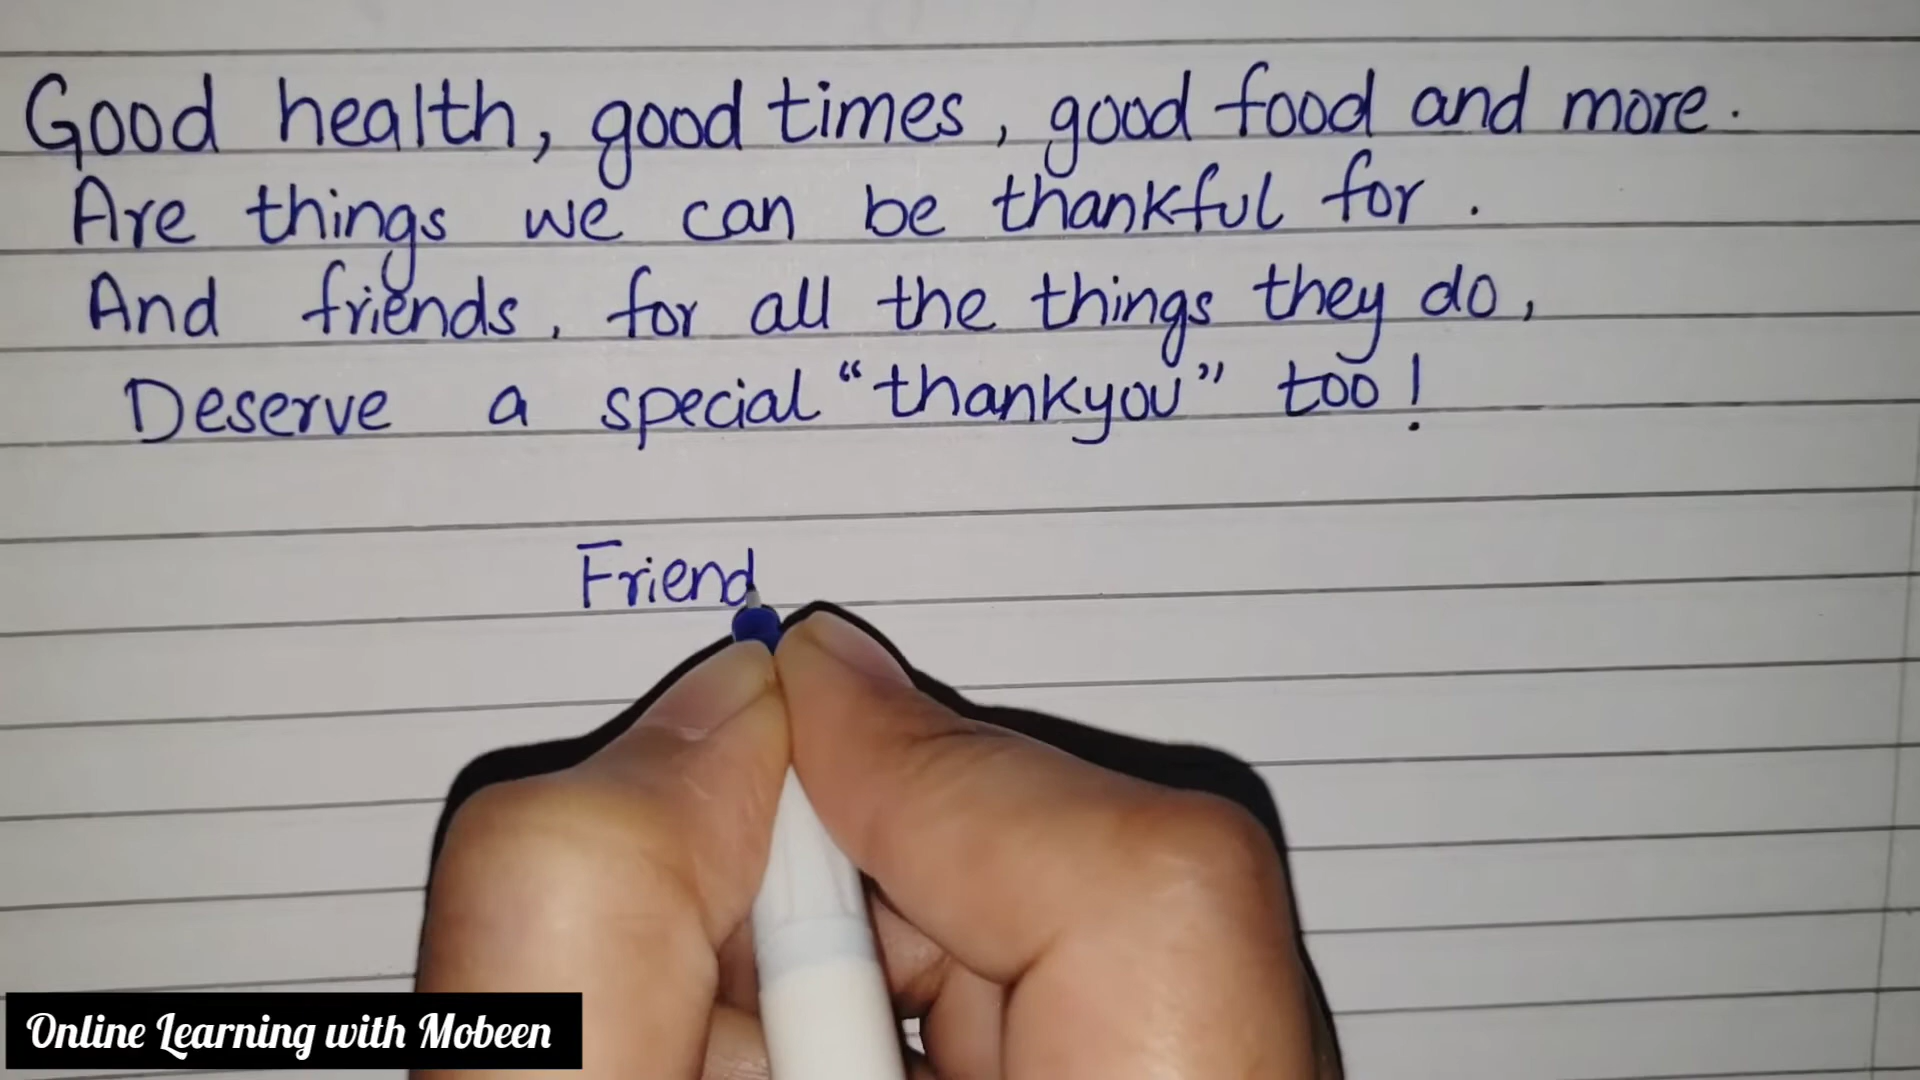 Good health, good times, good food and more.
Are things we can be thankful for.
And friends, for all the things they do,
Deserve a special “thankyou” too!
Friend
Online Learning with Mobeen